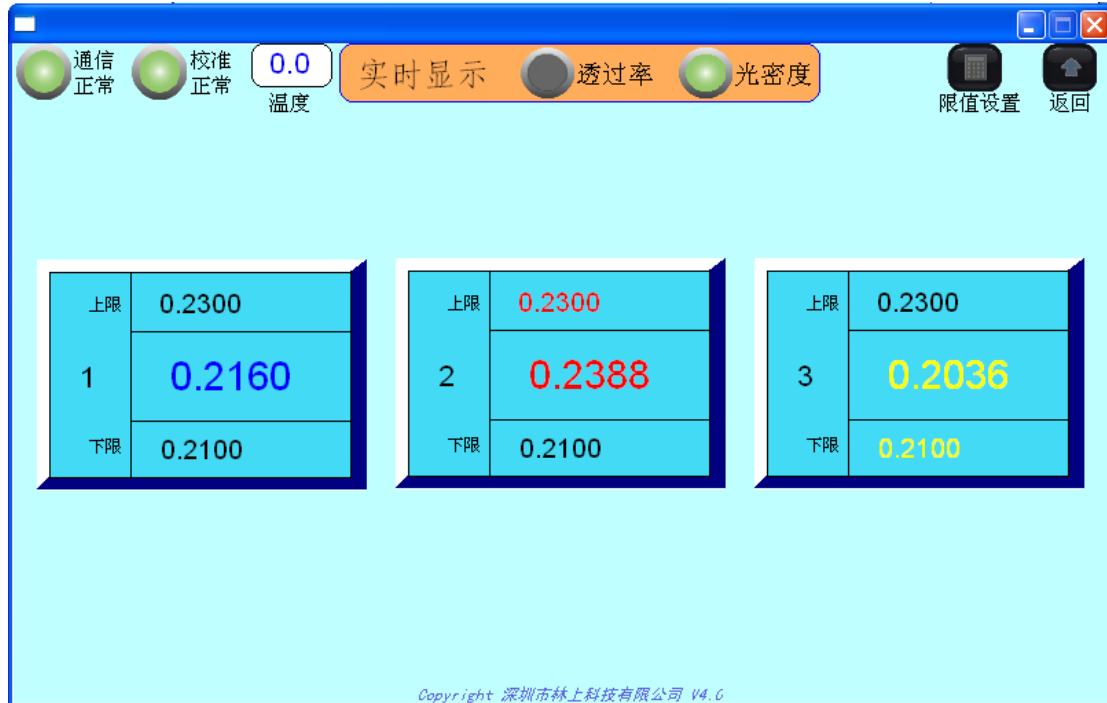 通信
正常
校准
正常
0.0
温度
实时显示
透过率
光密度
限值设置
返回
上限 0.2300
1 0.2160
下限 0.2100
上限 0.2300
2 0.2388
下限 0.2100
上限 0.2300
3 0.2036
下限 0.2100
Copyright 深圳市林上科技有限公司